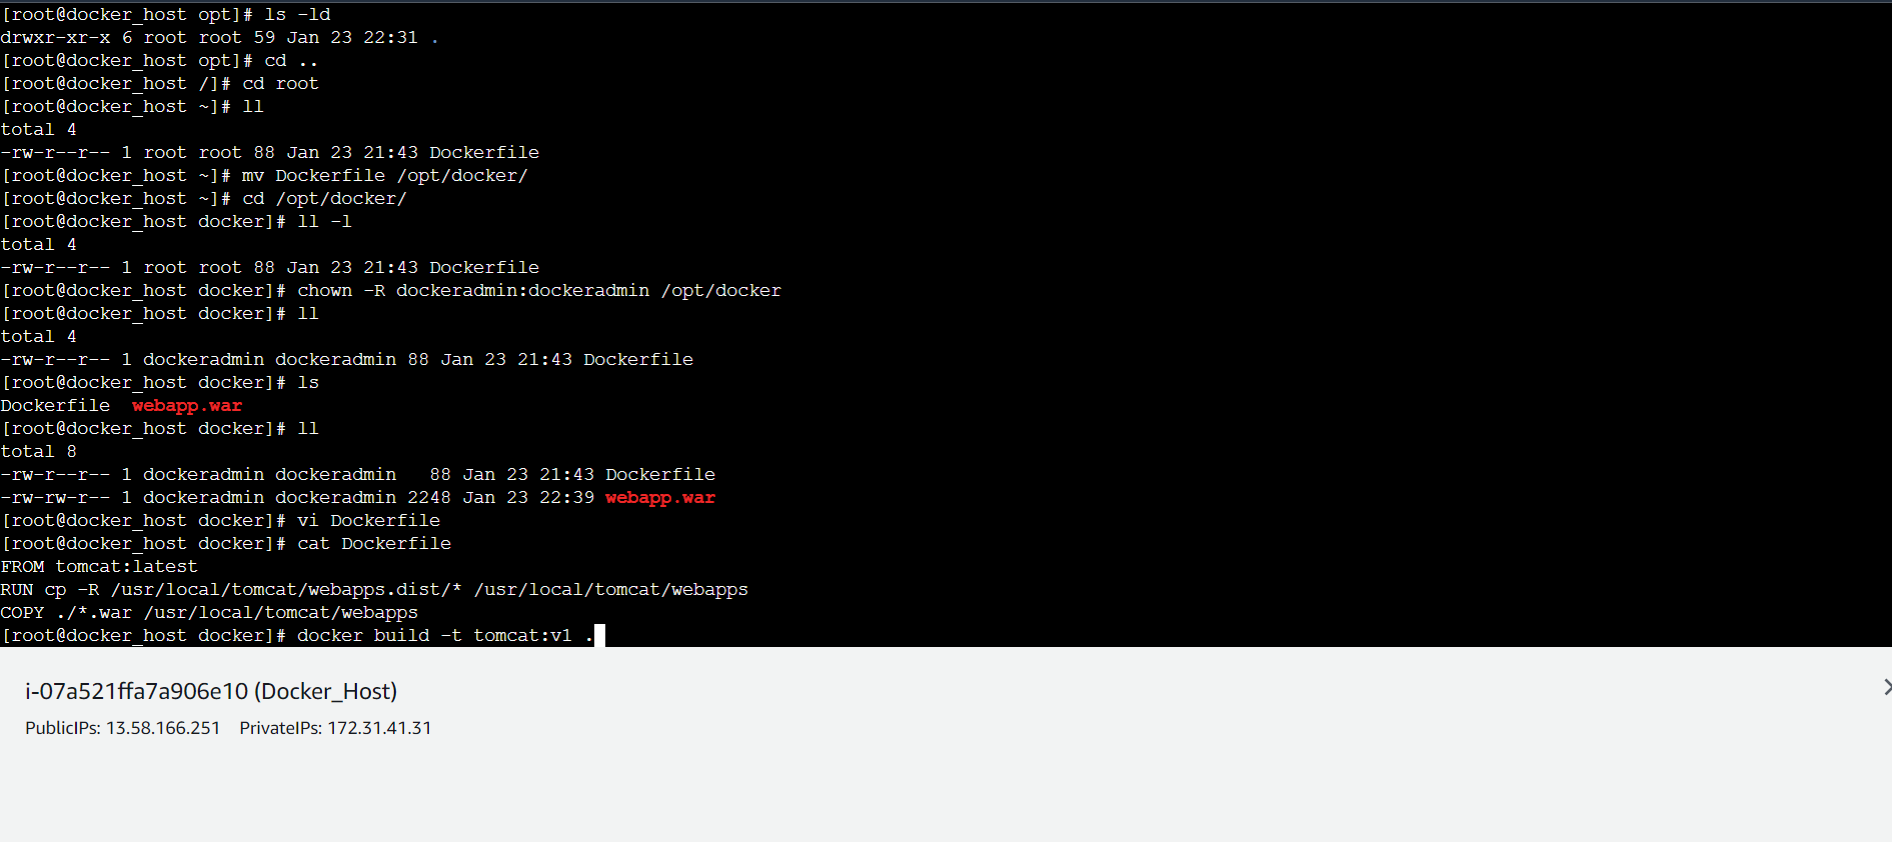 [root@docker_host opt]# ls -ld
drwxr-xr-x 6 root root 59 Jan 23 22:31 .
[root@docker_host opt]# cd ..
[root@docker_host /]# cd root
[root@docker_host ~]# ll
total 4
-rw-r--r-- 1 root root 88 Jan 23 21:43 Dockerfile
[root@docker_host ~]# mv Dockerfile /opt/docker/
[root@docker_host ~]# cd /opt/docker/
[root@docker_host docker]# ll -l
total 4
-rw-r--r-- 1 root root 88 Jan 23 21:43 Dockerfile
[root@docker_host docker]# chown -R dockeradmin:dockeradmin /opt/docker
[root@docker_host docker]# ll
total 4
-rw-r--r-- 1 dockeradmin dockeradmin 88 Jan 23 21:43 Dockerfile
[root@docker_host docker]# ls
Dockerfile  webapp.war
[root@docker_host docker]# ll
total 8
-rw-r--r-- 1 dockeradmin dockeradmin   88 Jan 23 21:43 Dockerfile
-rw-rw-r-- 1 dockeradmin dockeradmin 2248 Jan 23 22:39 webapp.war
[root@docker_host docker]# vi Dockerfile
[root@docker_host docker]# cat Dockerfile
FROM tomcat:latest
RUN cp -R /usr/local/tomcat/webapps.dist/* /usr/local/tomcat/webapps
COPY ./*.war /usr/local/tomcat/webapps
[root@docker_host docker]# docker build -t tomcat:v1 .
i-07a521ffa7a906e10 (Docker_Host)
PublicIPs: 13.58.166.251    PrivateIPs: 172.31.41.31